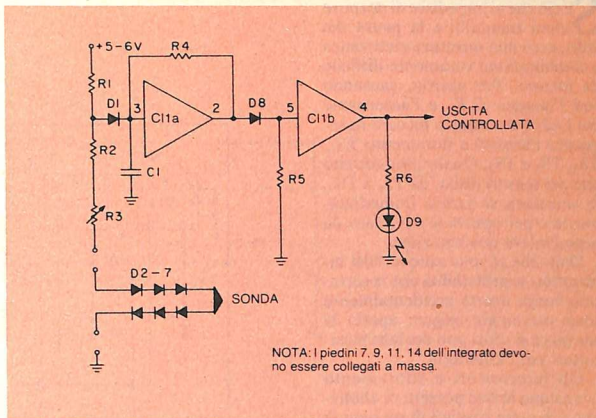 +5-6V
R4
R1
D1
3
CI1a
2
D8
5
CI1b
4
USCITA
CONTROLLATA
R2
C1
R5
R6
R3
D9
D2-7
SONDA
NOTA: I piedini 7, 9, 11, 14 dell'integrato devo-
no essere collegati a massa.